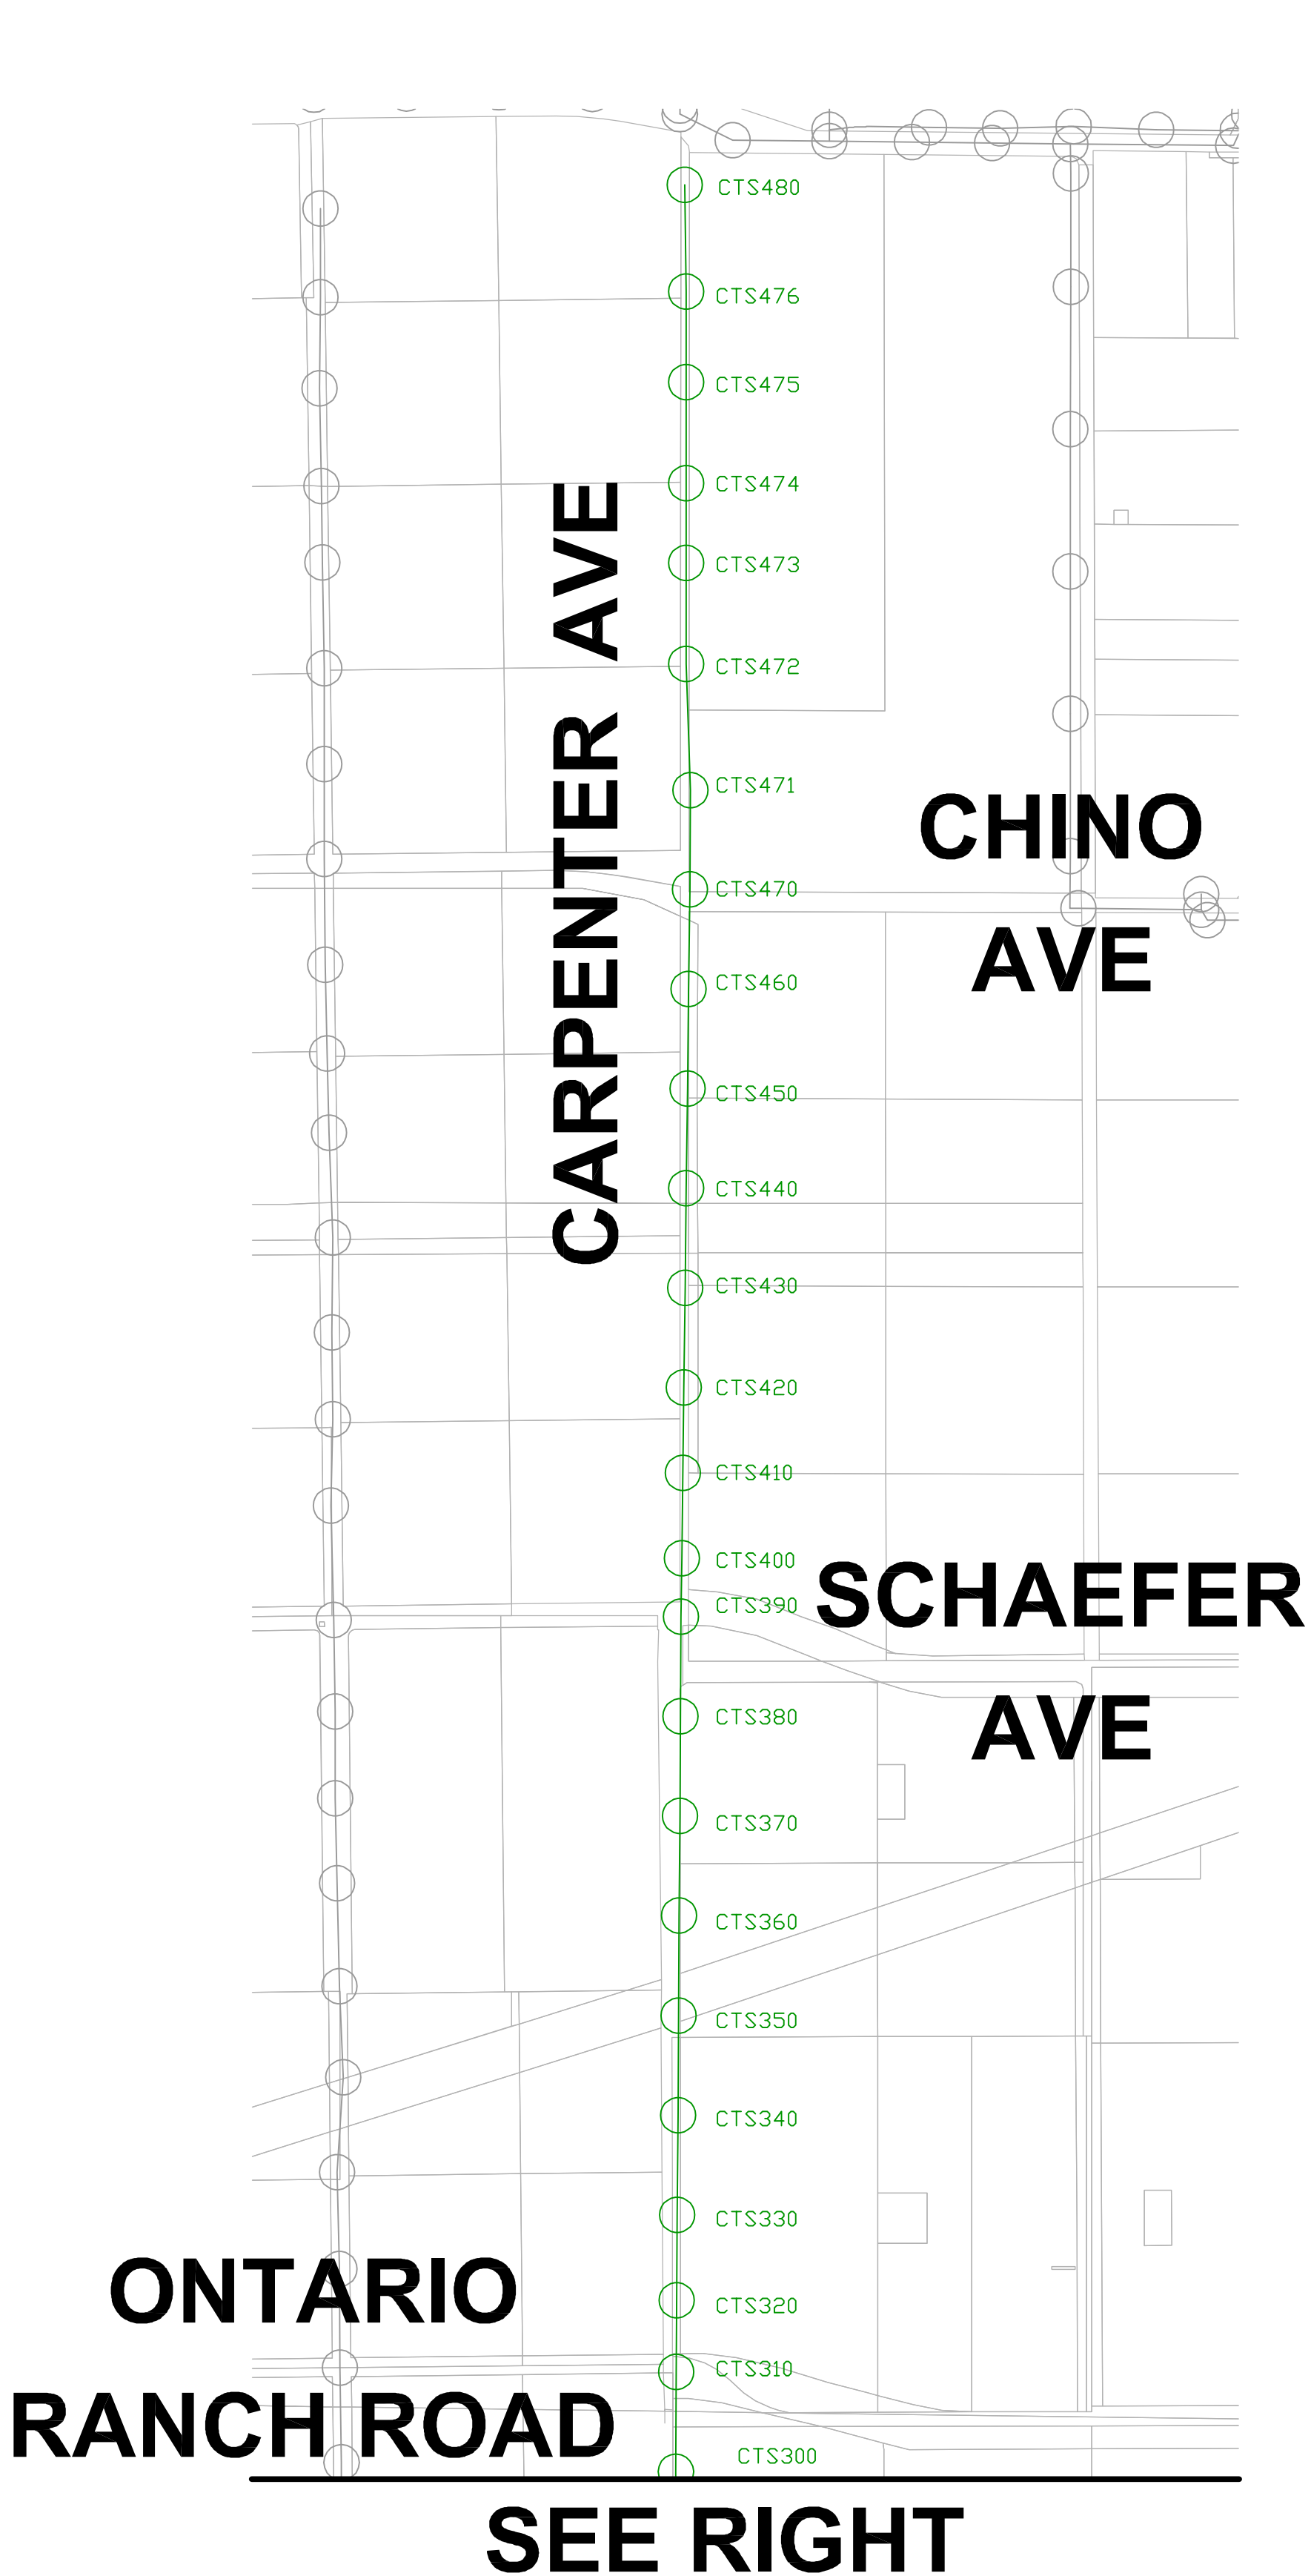 CTS480
CTS476
CTS475
CTS474
CTS473
CTS472
CARPENTER AVE
CTS471
CHINO
AVE
CTS470
CTS460
CTS450
CTS440
CTS430
CTS420
CTS410
CTS400
CTS390
SCHAEFER
AVE
CTS380
CTS370
CTS360
CTS350
CTS340
CTS330
ONTARIO
RANCH ROAD
CTS320
CTS310
CTS300
SEE RIGHT